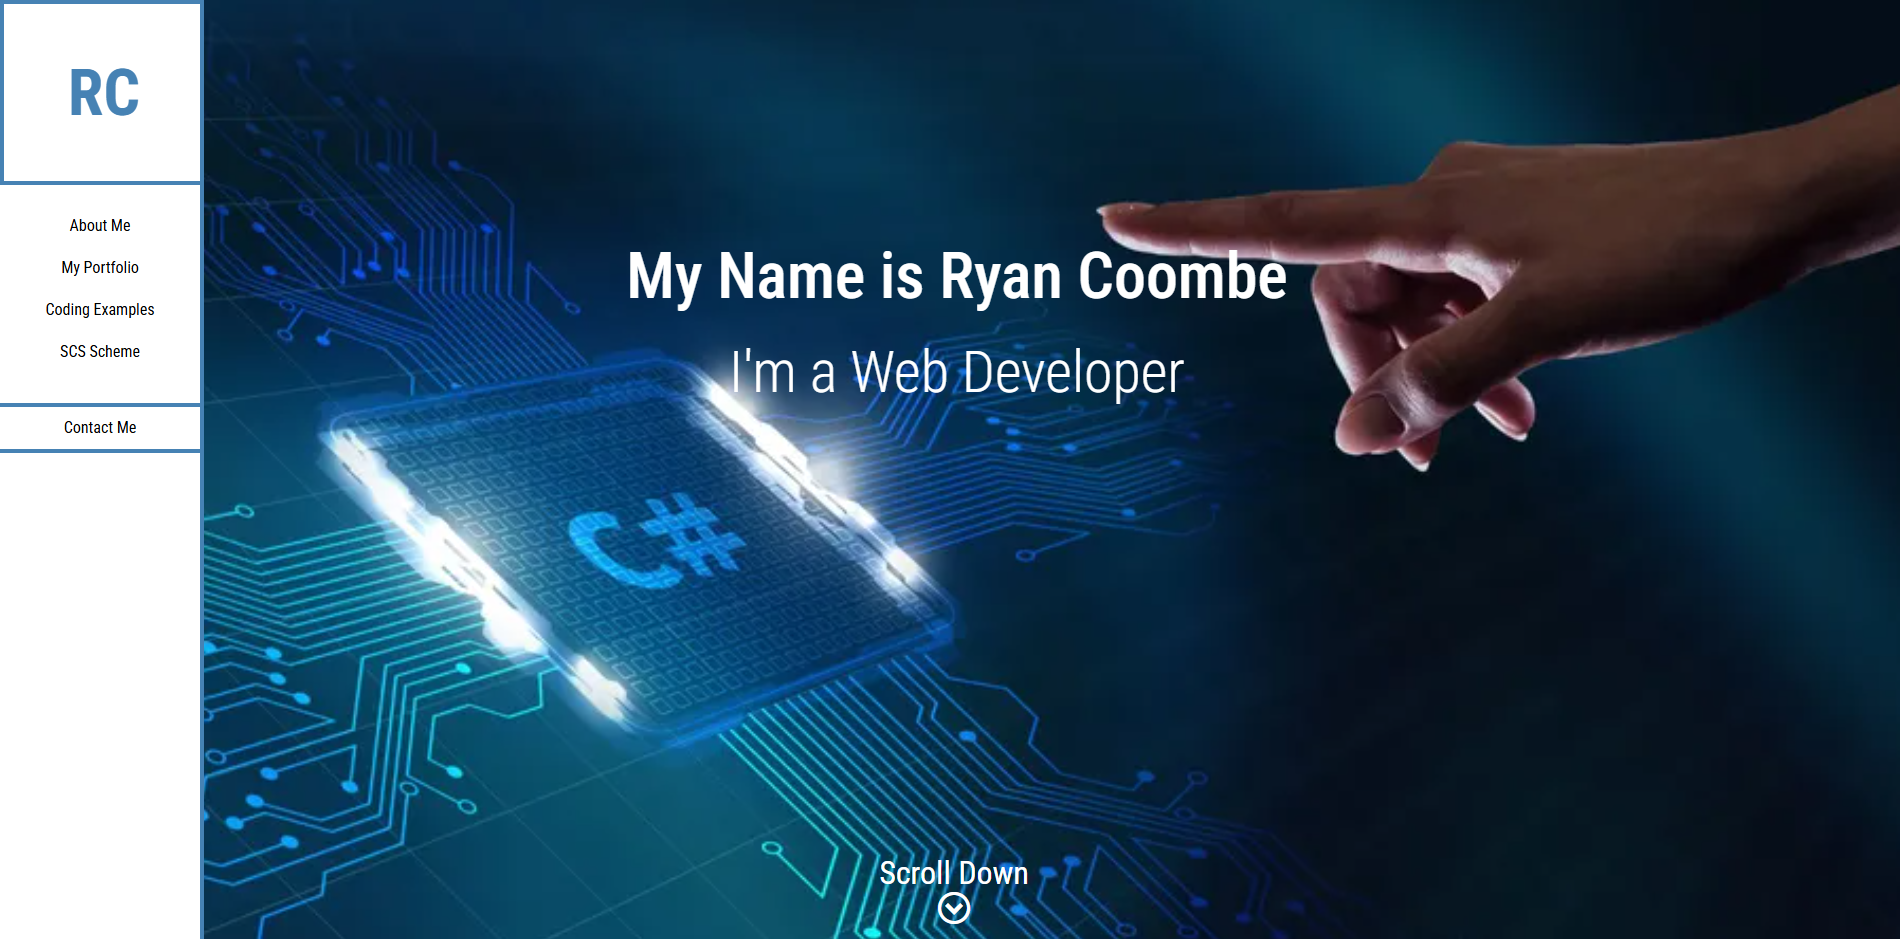 RC
About Me
My Portfolio
Coding Examples
SCS Scheme
Contact Me
My Name is Ryan Coombe
I'm a Web Developer
C#
Scroll Down